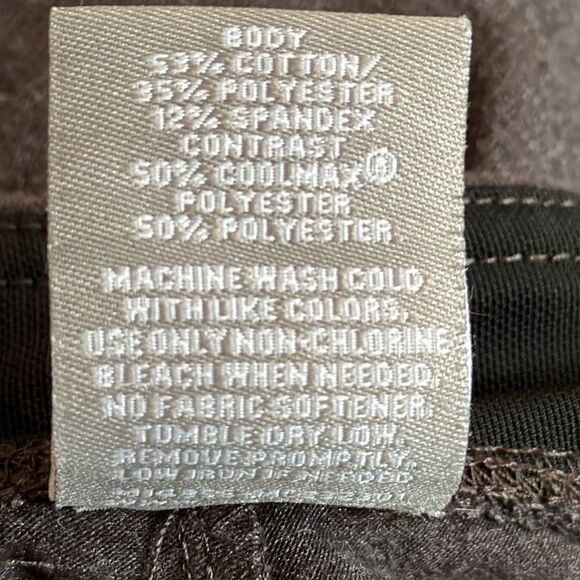 BODY
53% COTTON/
35% POLYESTER
12% SPANDEX
CONTRAST
50% COOLMAX®
POLYESTER
50% POLYESTER
MACHINE WASH COLD
WITH LIKE COLORS,
USE ONLY NON-CHLORINE
BLEACH WHEN NEEDED,
NO FABRIC SOFTENER.
TUMBLE DRY LOW.
REMOVE PROMPTLY.
LOW IRON IF NEEDED